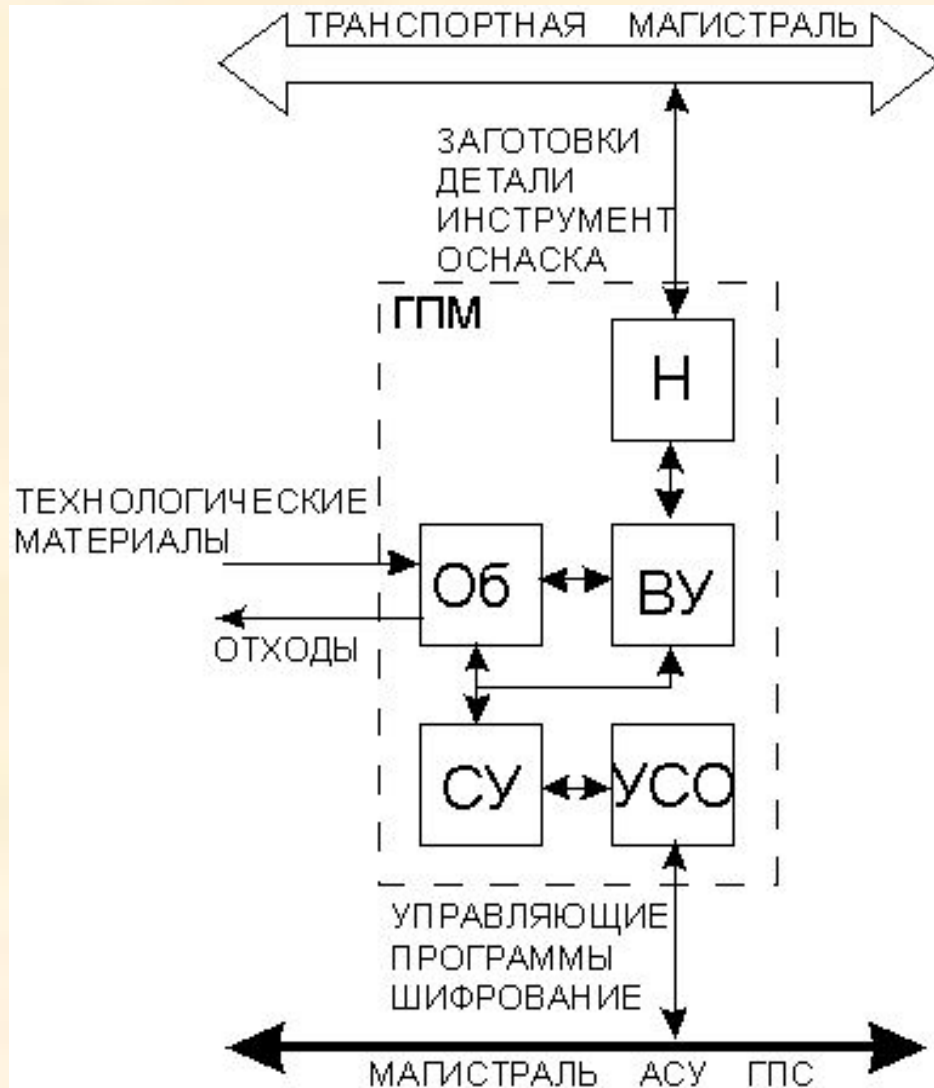 ТРАНСПОРТНАЯ МАГИСТРАЛЬ
ЗАГОТОВКИ
ДЕТАЛИ
ИНСТРУМЕНТ
ОСНАСКА
ГПМ
Н
ТЕХНОЛОГИЧЕСКИЕ
МАТЕРИАЛЫ
Об
ВУ
ОТХОДЫ
СУ
УСО
УПРАВЛЯЮЩИЕ
ПРОГРАММЫ
ШИФРОВАНИЕ
МАГИСТРАЛЬ АСУ ГПС